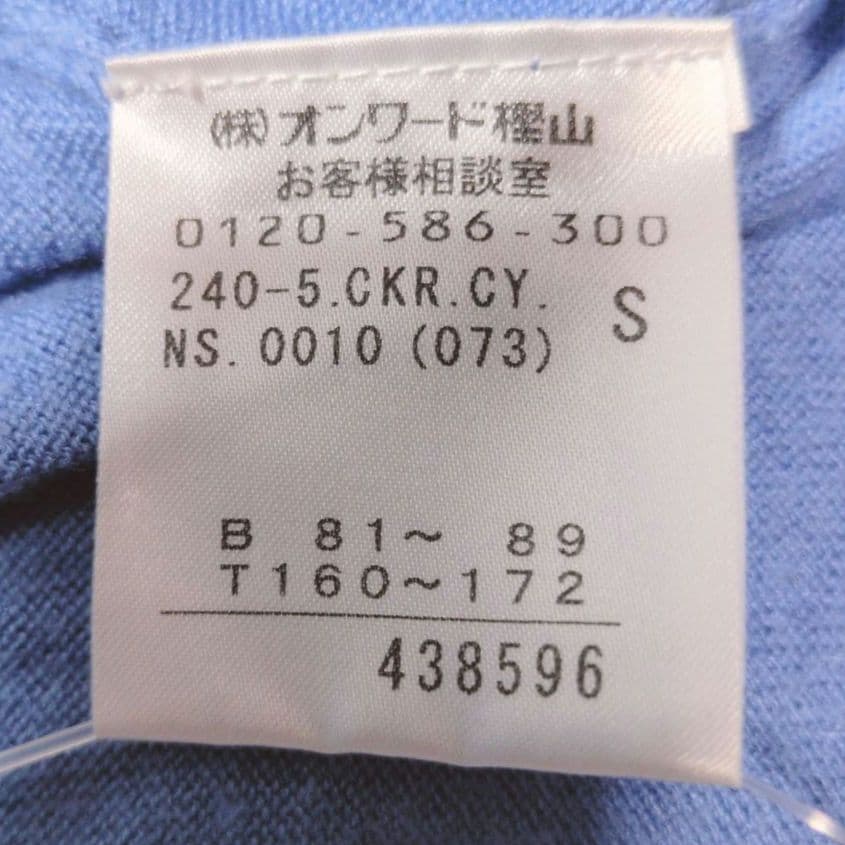 (株)オンワード樫山
お客様相談室
0120-586-300
240-5.CKR.CY. S
NS.0010(073)
B 81~ 89
T160~172
438596